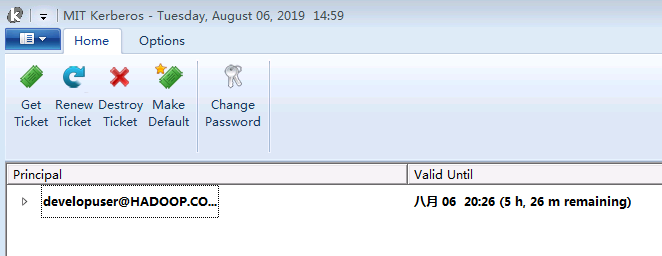 MIT Kerberos - Tuesday, August 06, 2019 14:59
Home Options
Get Ticket
Renew Ticket
Destroy Ticket
Make Default
Change Password
Principal Valid Until
developuser@HADOOP.CO... 八月 06 20:26 (5 h, 26 m remaining)